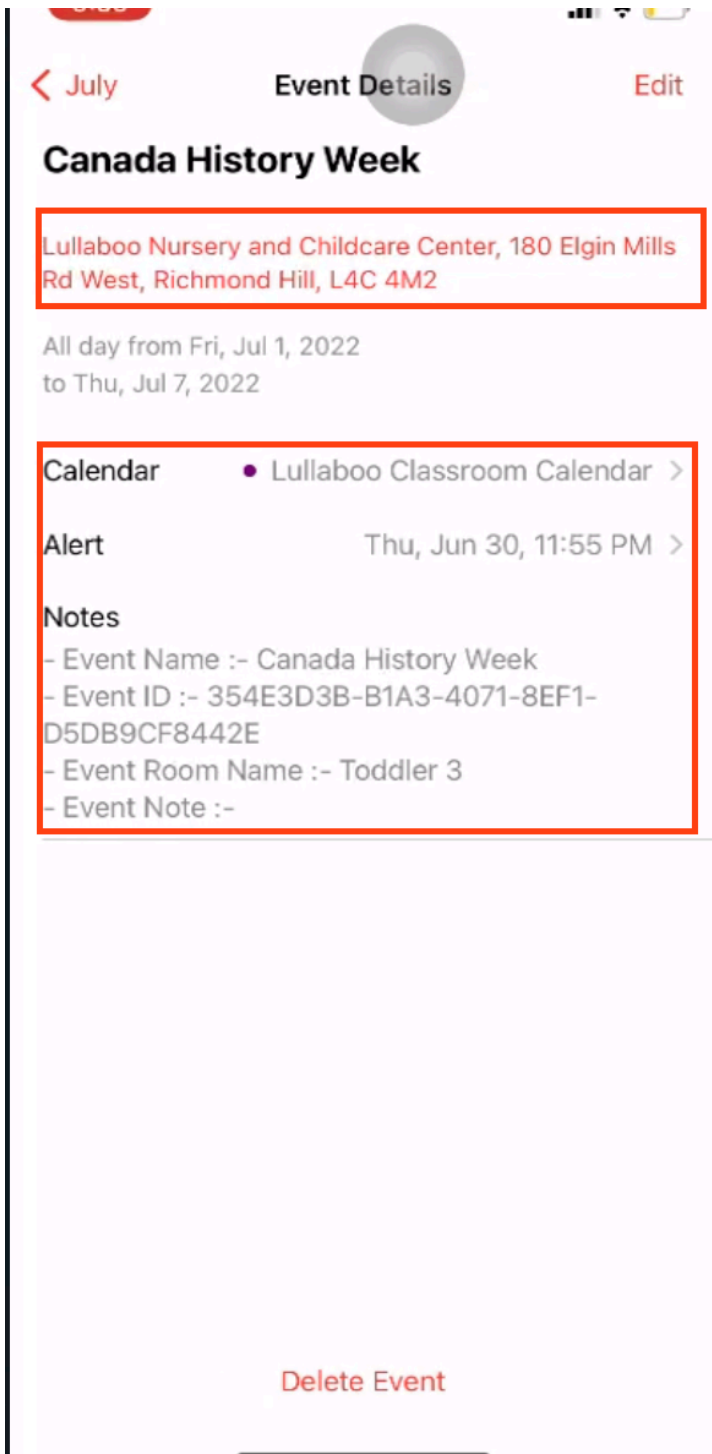 July
Event Details
Edit
Canada History Week
Lullaboo Nursery and Childcare Center, 180 Elgin Mills
Rd West, Richmond Hill, L4C 4M2
All day from Fri, Jul 1, 2022
to Thu, Jul 7, 2022
Calendar • Lullaboo Classroom Calendar >
Alert Thu, Jun 30, 11:55 PM >
Notes
- Event Name :- Canada History Week
- Event ID :- 354E3D3B-B1A3-4071-8EF1-
D5DB9CF8442E
- Event Room Name :- Toddler 3
- Event Note :-
Delete Event